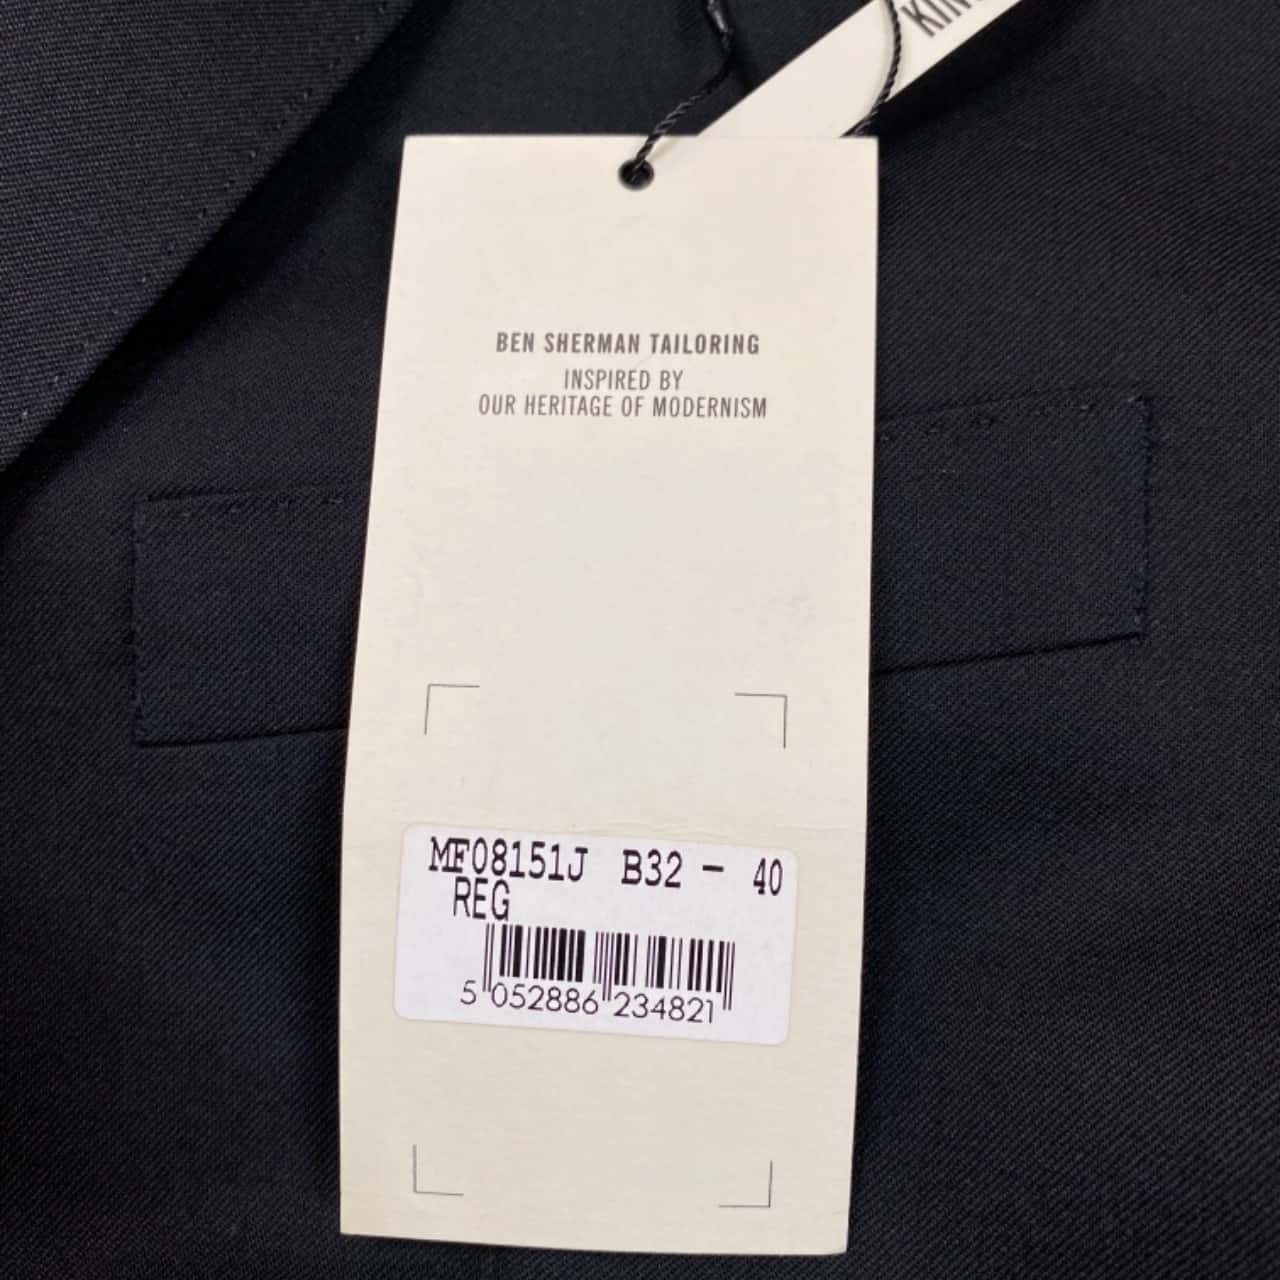 BEN SHERMAN TAILORING
INSPIRED BY
OUR HERITAGE OF MODERNISM
MF08151J B32 - 40
REG
5 052886 234821